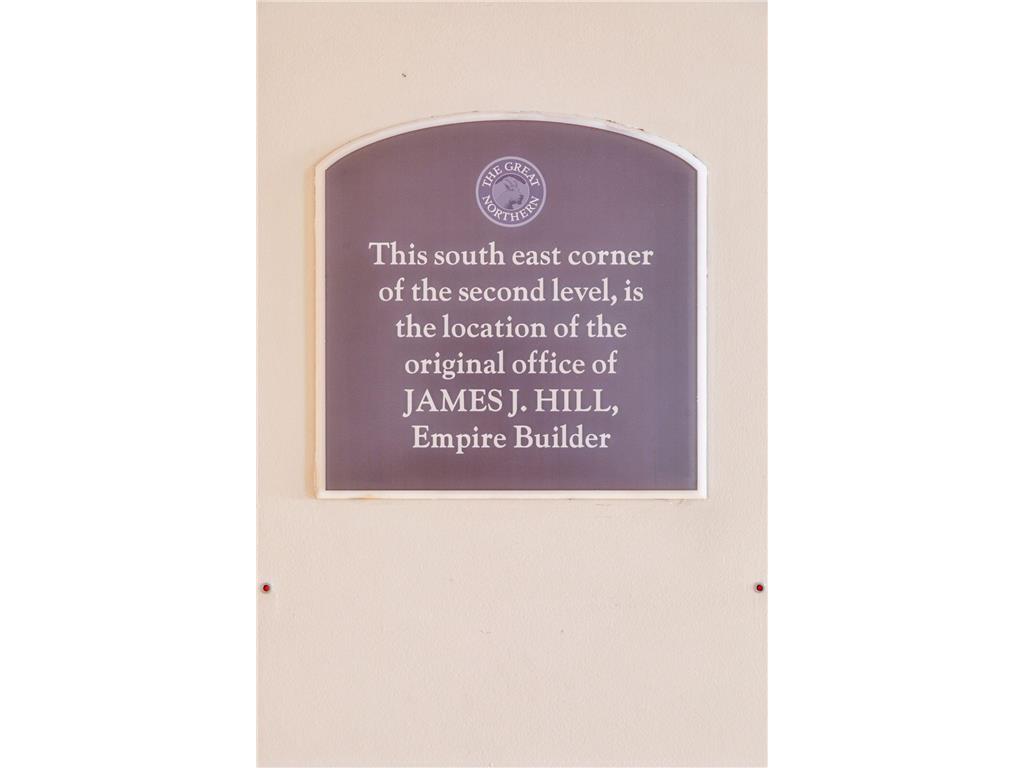 THE GREAT
NORTHERN
This south east corner
of the second level, is
the location of the
original office of
JAMES J. HILL,
Empire Builder